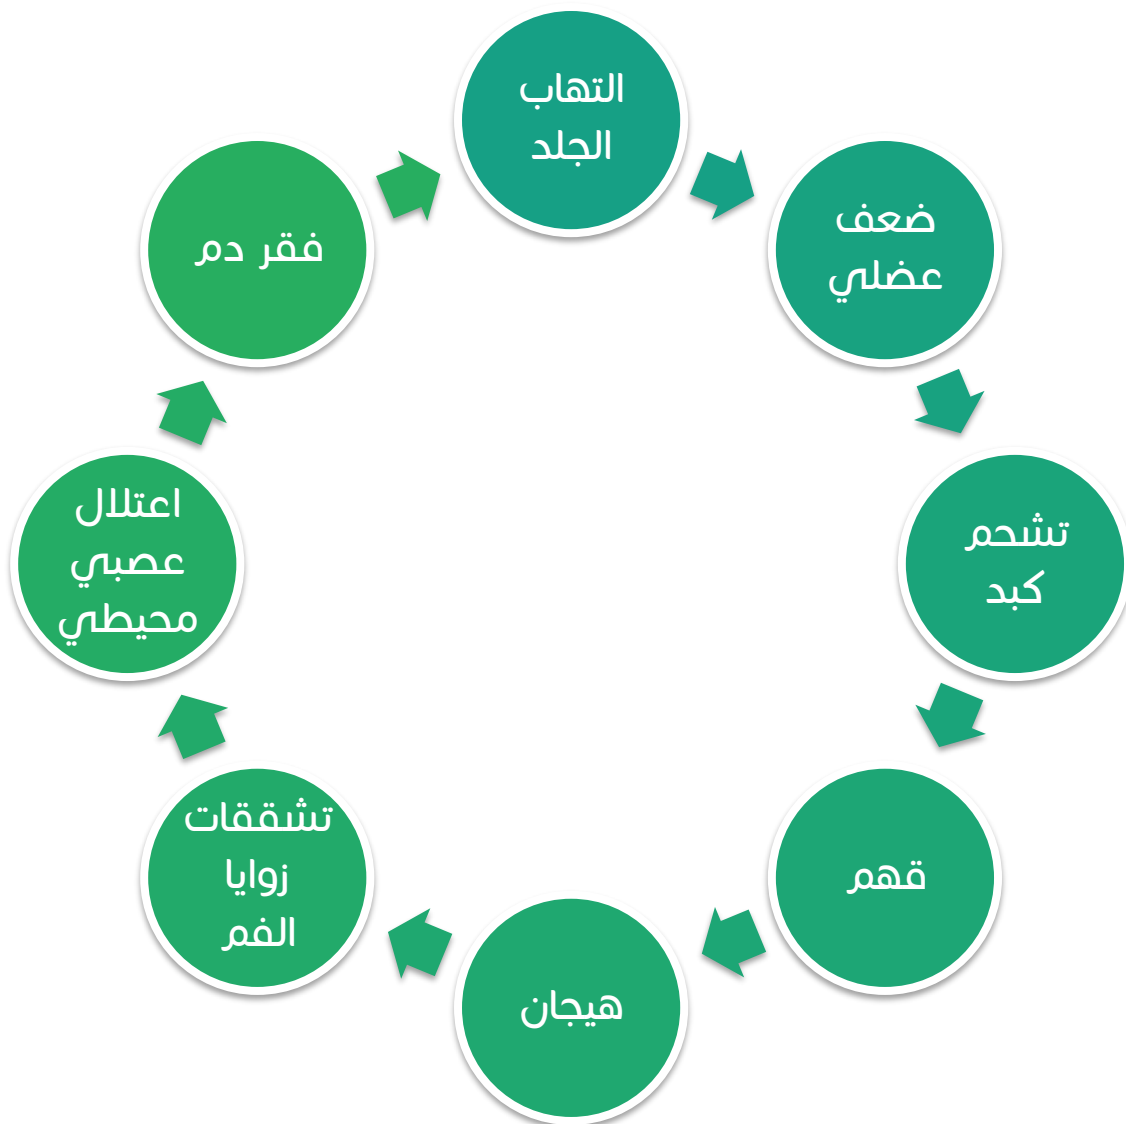 التهاب
الجلد
ضعف
عضلي
تشحم
كبد
قهم
هيجان
تشققات
زوايا
الفم
اعتلال
عصبي
محيطي
فقر دم